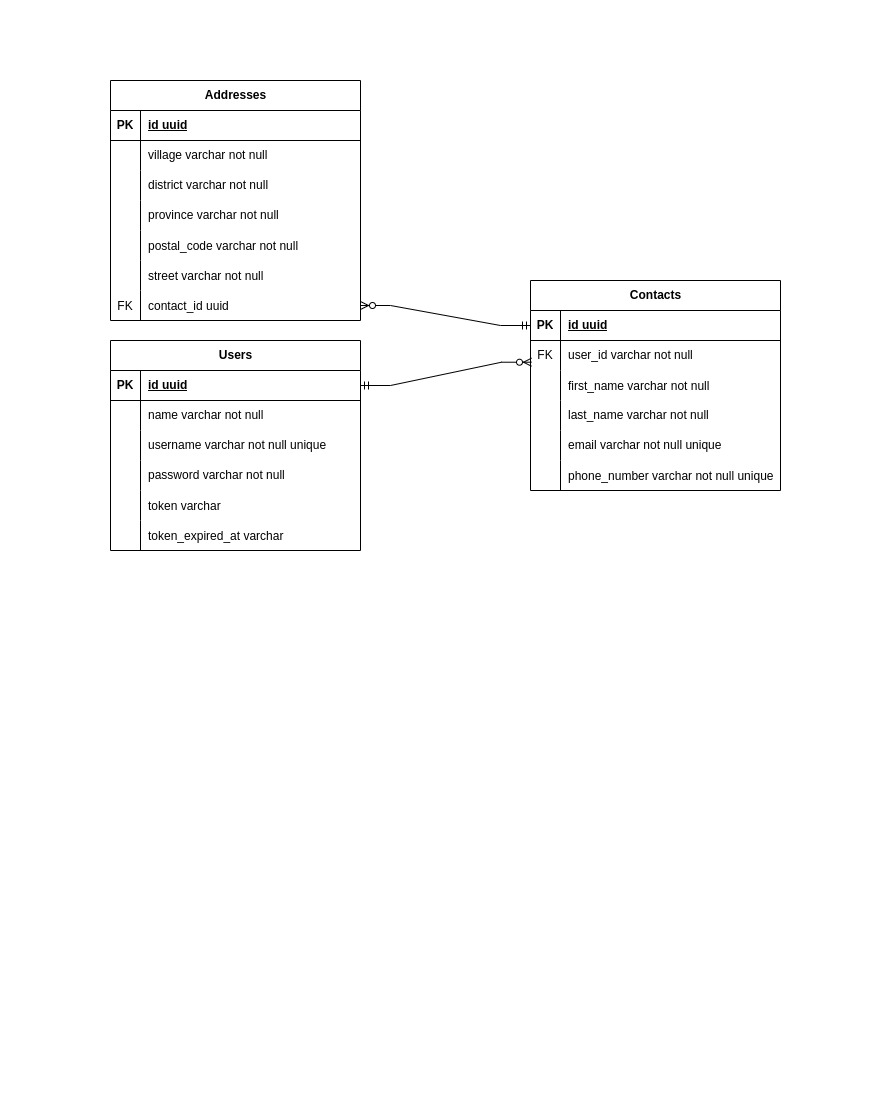 Addresses
PK id uuid
village varchar not null
district varchar not null
province varchar not null
postal_code varchar not null
street varchar not null
FK contact_id uuid
Users
PK id uuid
name varchar not null
username varchar not null unique
password varchar not null
token varchar
token_expired_at varchar
Contacts
PK id uuid
FK user_id varchar not null
first_name varchar not null
last_name varchar not null
email varchar not null unique
phone_number varchar not null unique